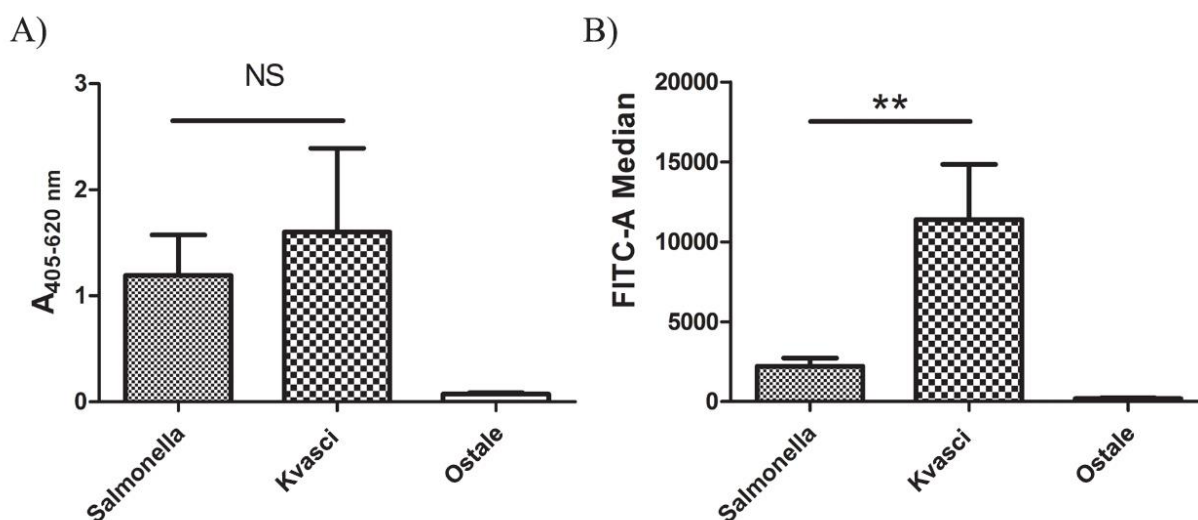 A)
NS
3
2
1
0
A405-620 nm
Salmonella
Kvasci
Ostale
B)
**
20000
15000
10000
5000
0
FITC-A Median
Salmonella
Kvasci
Ostale